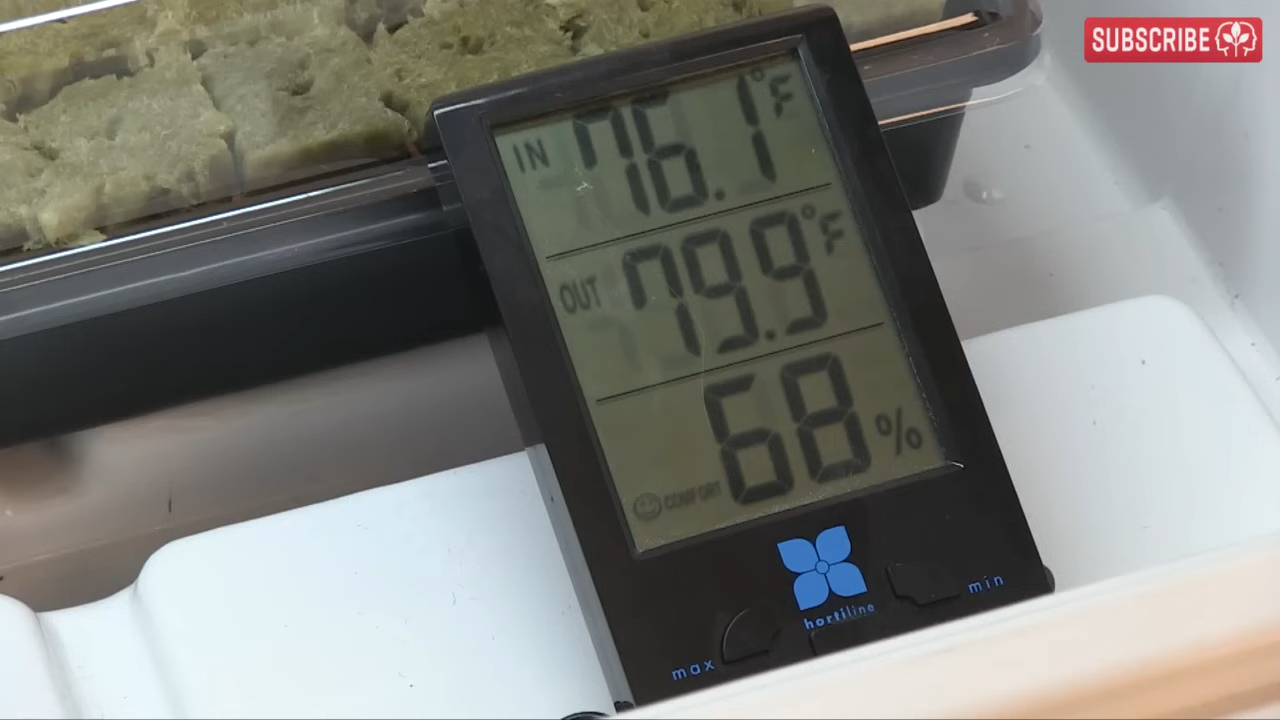 SUBSCRIBE
IN 76.1°F
OUT 79.9°F
68%
COMFORT
hortiline
min
max